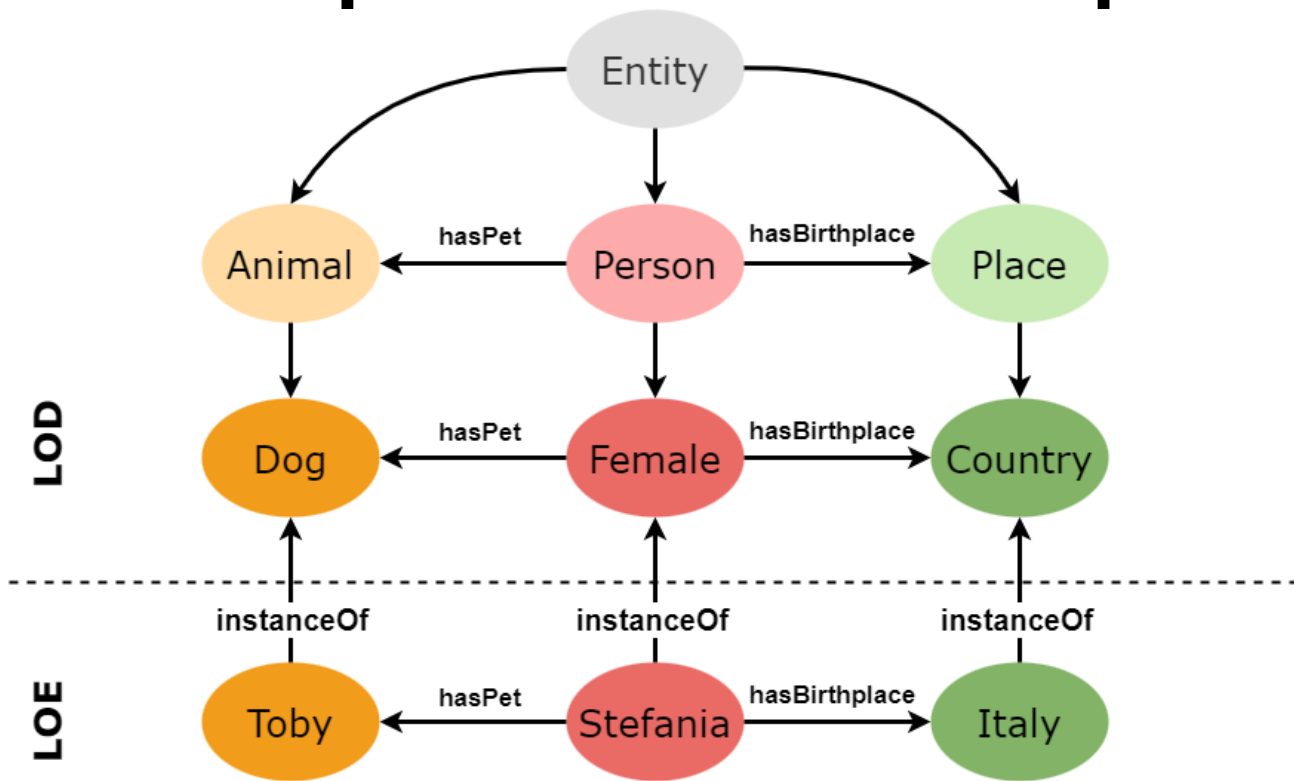 Entity
hasPet
hasBirthplace
Animal
Person
Place
LOD
hasPet
hasBirthplace
Dog
Female
Country
instanceOf
instanceOf
instanceOf
LOE
hasPet
hasBirthplace
Toby
Stefania
Italy